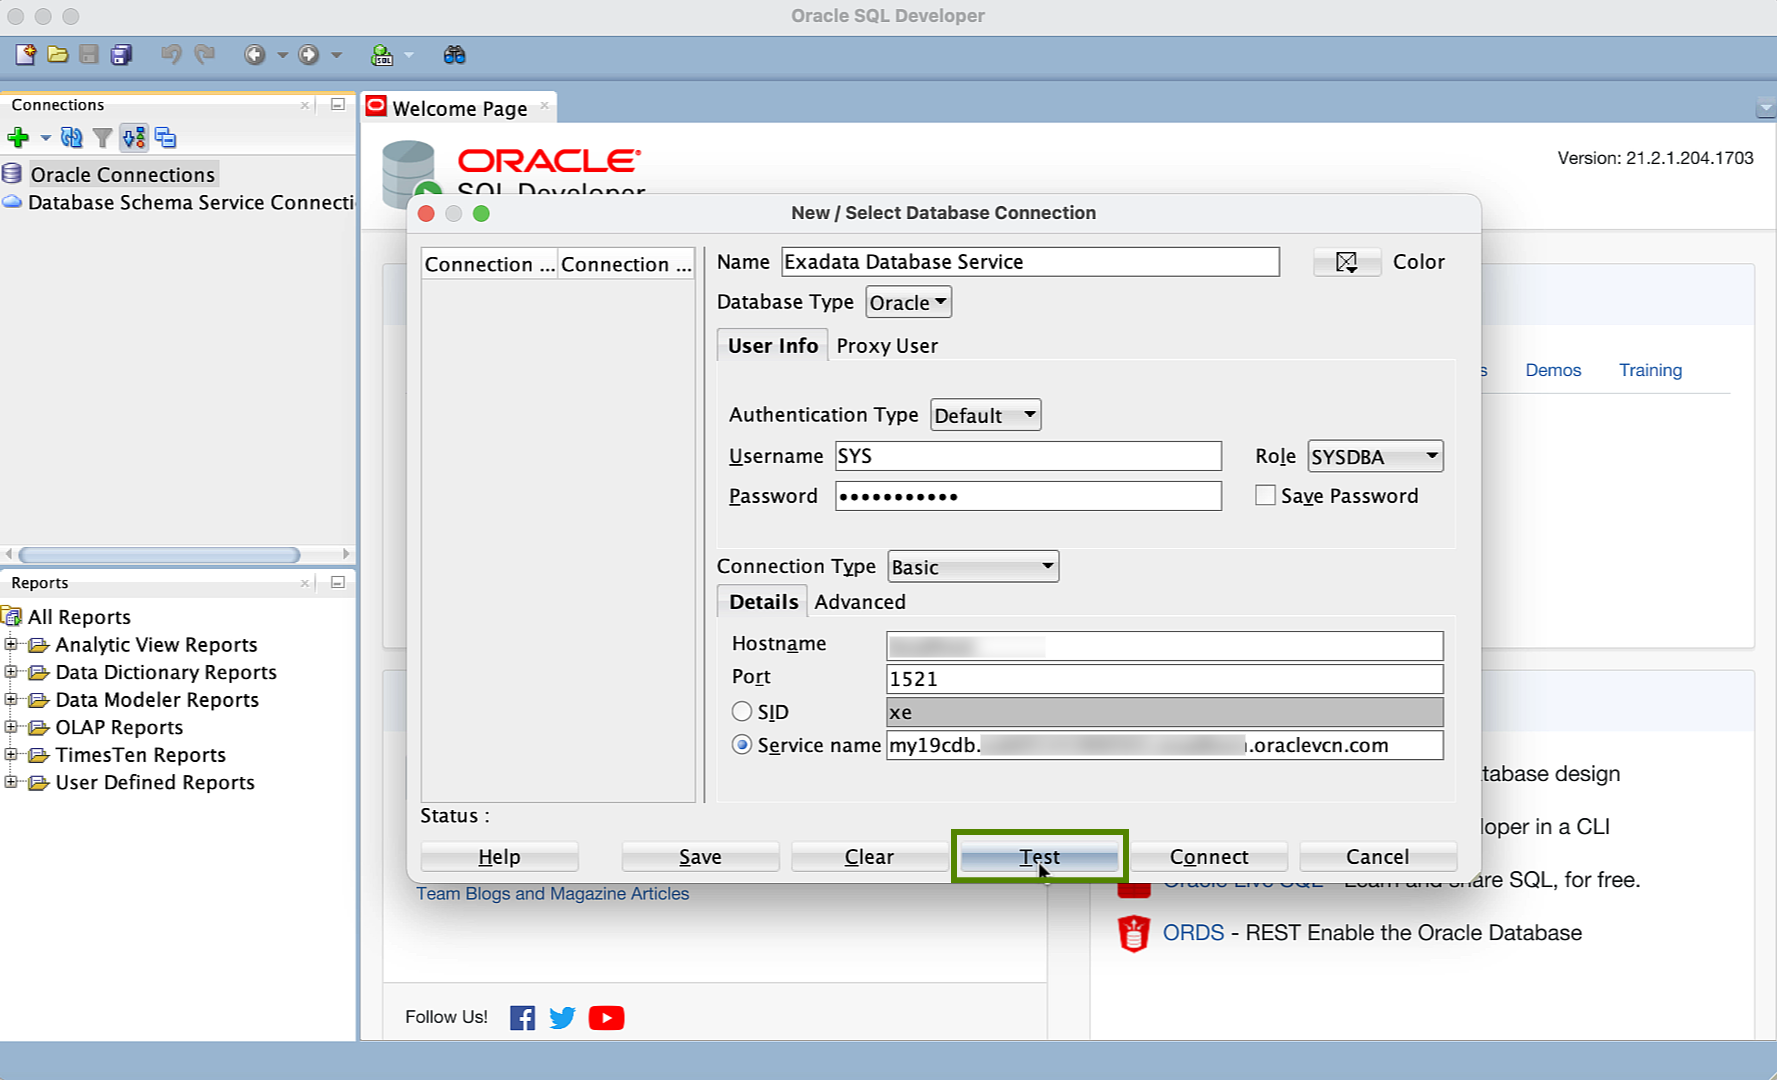 Oracle SQL Developer
SQL
Connections
Welcome Page
Oracle Connections
Database Schema Service Connecti
ORACLE
SQL Developer
Version: 21.2.1.204.1703
New / Select Database Connection
Connection ... Connection ...
Name Exadata Database Service Color
Database Type Oracle
User Info Proxy User
s Demos Training
Authentication Type Default
Username SYS Role SYSDBA
Password ••••••••••• Save Password
Connection Type Basic
Details Advanced
Hostname
Port 1521
SID xe
Service name my19cdb. .oraclevcn.com
Status :
Help Save Clear Test Connect Cancel
Reports
All Reports
Analytic View Reports
Data Dictionary Reports
Data Modeler Reports
OLAP Reports
TimesTen Reports
User Defined Reports
tabase design
loper in a CLI
Oracle Live SQL - Learn and share SQL, for free.
Team Blogs and Magazine Articles
ORDS - REST Enable the Oracle Database
Follow Us!